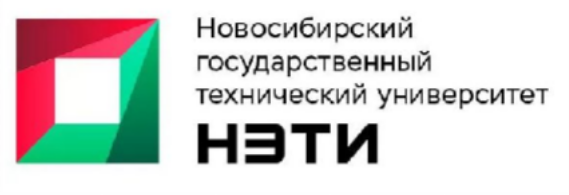 Новосибирский
государственный
технический университет
НЭТИ